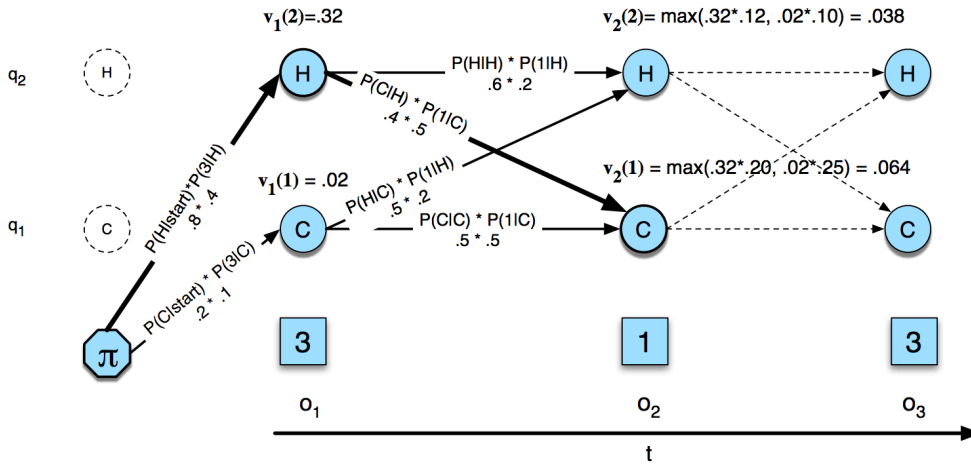 v₁(2)=.32
v₂(2)= max(.32*.12, .02*.10) = .038
q₂
H
H
P(H|H) * P(1|H)
.6 * .2
H
H
P(C|H) * P(1|C)
.4 * .5
P(H|start)*P(3|H)
.8 * .4
v₁(1) = .02
P(H|C) * P(1|H)
.5 * .2
v₂(1) = max(.32*.20, .02*.25) = .064
q₁
C
C
P(C|C) * P(1|C)
.5 * .5
C
C
P(C|start) * P(3|C)
.2 * .1
π
3
1
3
o₁
o₂
o₃
t